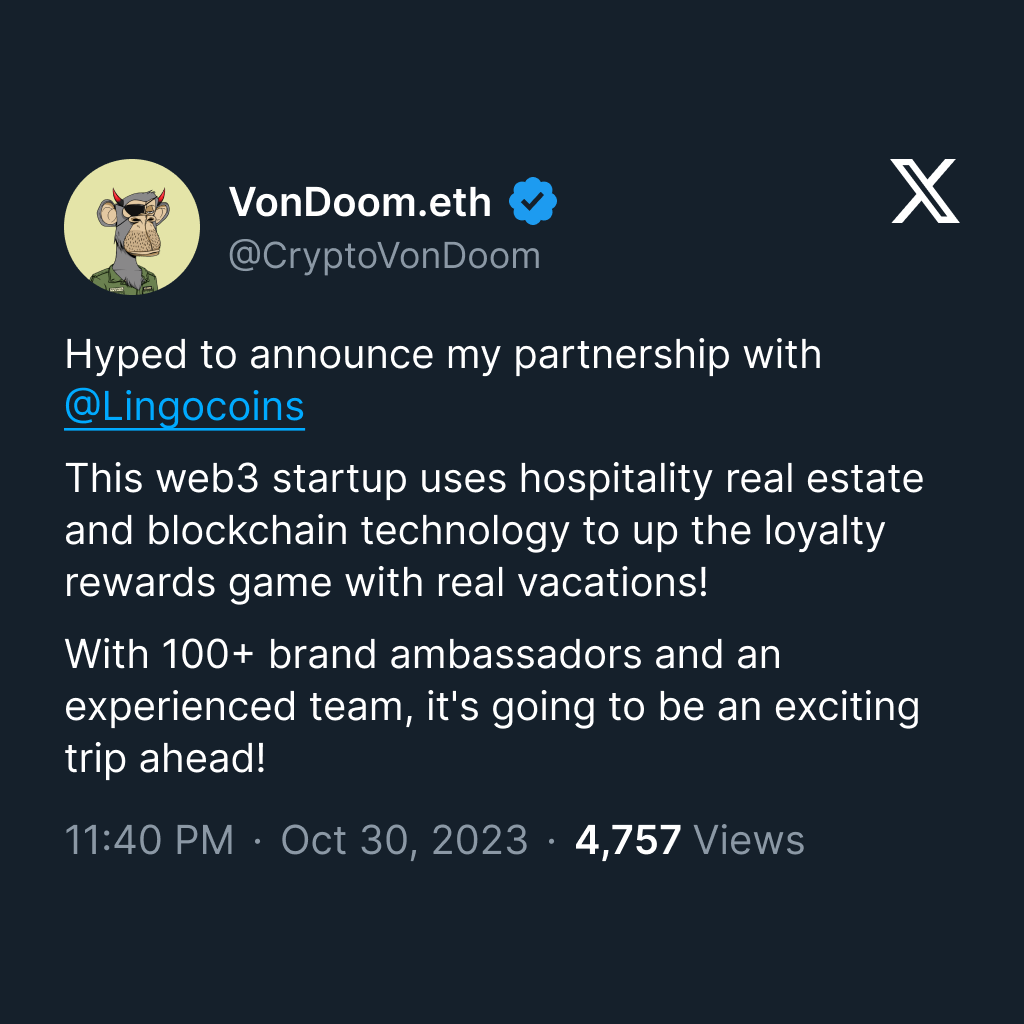 VonDoom.eth
@CryptoVonDoom
Hyped to announce my partnership with
@Lingocoins
This web3 startup uses hospitality real estate
and blockchain technology to up the loyalty
rewards game with real vacations!
With 100+ brand ambassadors and an
experienced team, it's going to be an exciting
trip ahead!
11:40 PM · Oct 30, 2023 · 4,757 Views